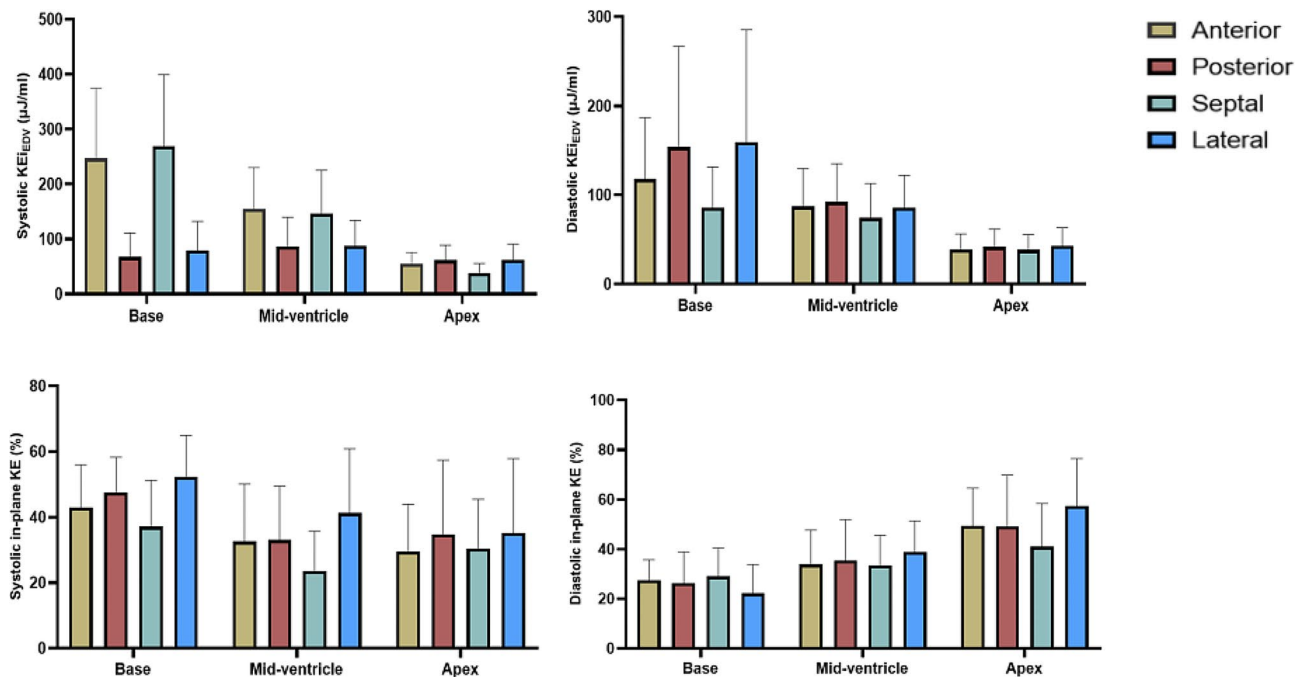 Systolic KEiEDV (µJ/ml)
500
400
300
200
100
0
Base
Mid-ventricle
Apex
Diastolic KEiEDV (µJ/ml)
300
200
100
0
Base
Mid-ventricle
Apex
Anterior
Posterior
Septal
Lateral
Systolic in-plane KE (%)
80
60
40
20
0
Base
Mid-ventricle
Apex
Diastolic in-plane KE (%)
100
80
60
40
20
0
Base
Mid-ventricle
Apex